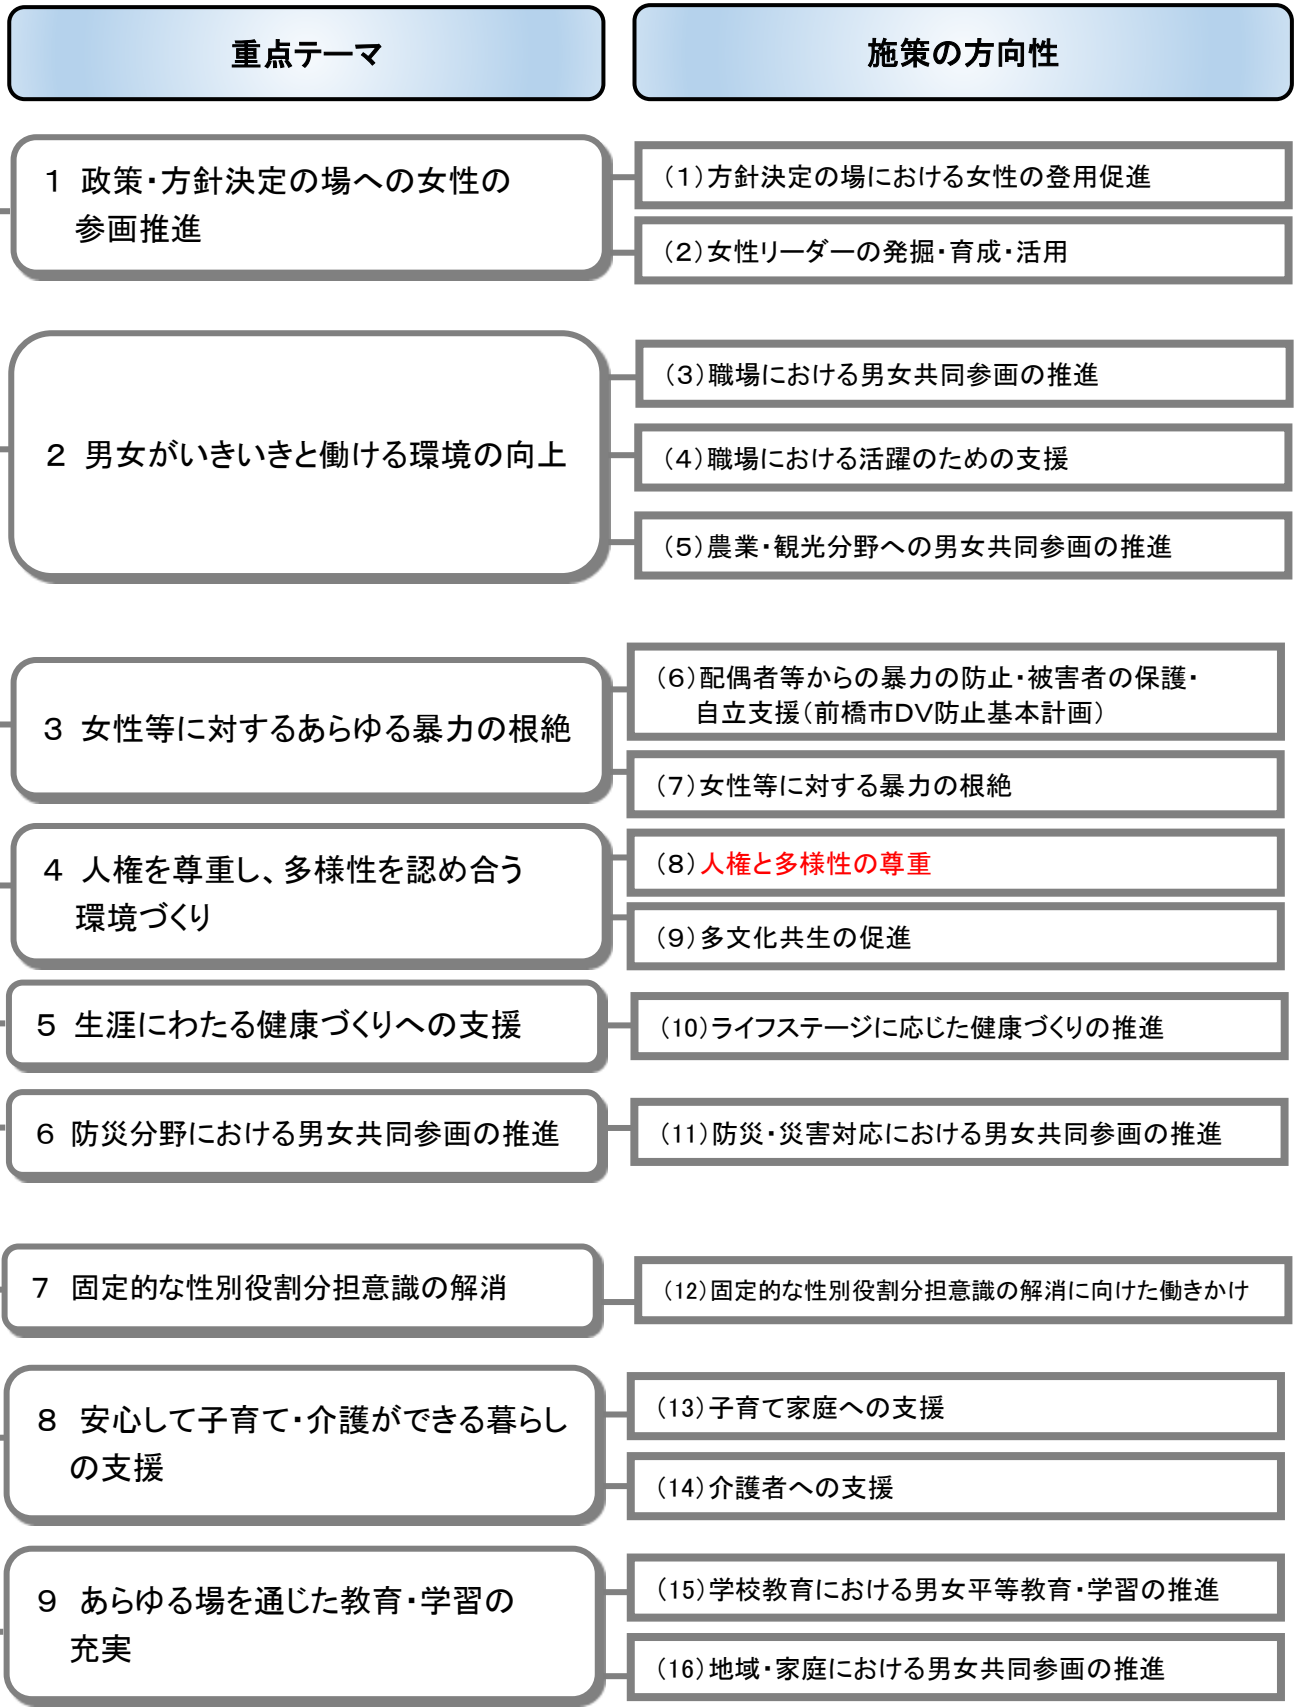 重点テーマ
施策の方向性
１ 政策・方針決定の場への女性の
参画推進
（１）方針決定の場における女性の登用促進
（２）女性リーダーの発掘・育成・活用
２ 男女がいきいきと働ける環境の向上
（３）職場における男女共同参画の推進
（４）職場における活躍のための支援
（５）農業・観光分野への男女共同参画の推進
３ 女性等に対するあらゆる暴力の根絶
（６）配偶者等からの暴力の防止・被害者の保護・
自立支援（前橋市ＤＶ防止基本計画）
（７）女性等に対する暴力の根絶
４ 人権を尊重し、多様性を認め合う
環境づくり
（８）人権と多様性の尊重
（９）多文化共生の促進
５ 生涯にわたる健康づくりへの支援
（10）ライフステージに応じた健康づくりの推進
６ 防災分野における男女共同参画の推進
（11）防災・災害対応における男女共同参画の推進
７ 固定的な性別役割分担意識の解消
（12）固定的な性別役割分担意識の解消に向けた働きかけ
８ 安心して子育て・介護ができる暮らし
の支援
（13）子育て家庭への支援
（14）介護者への支援
９ あらゆる場を通じた教育・学習の
充実
（15）学校教育における男女平等教育・学習の推進
（16）地域・家庭における男女共同参画の推進